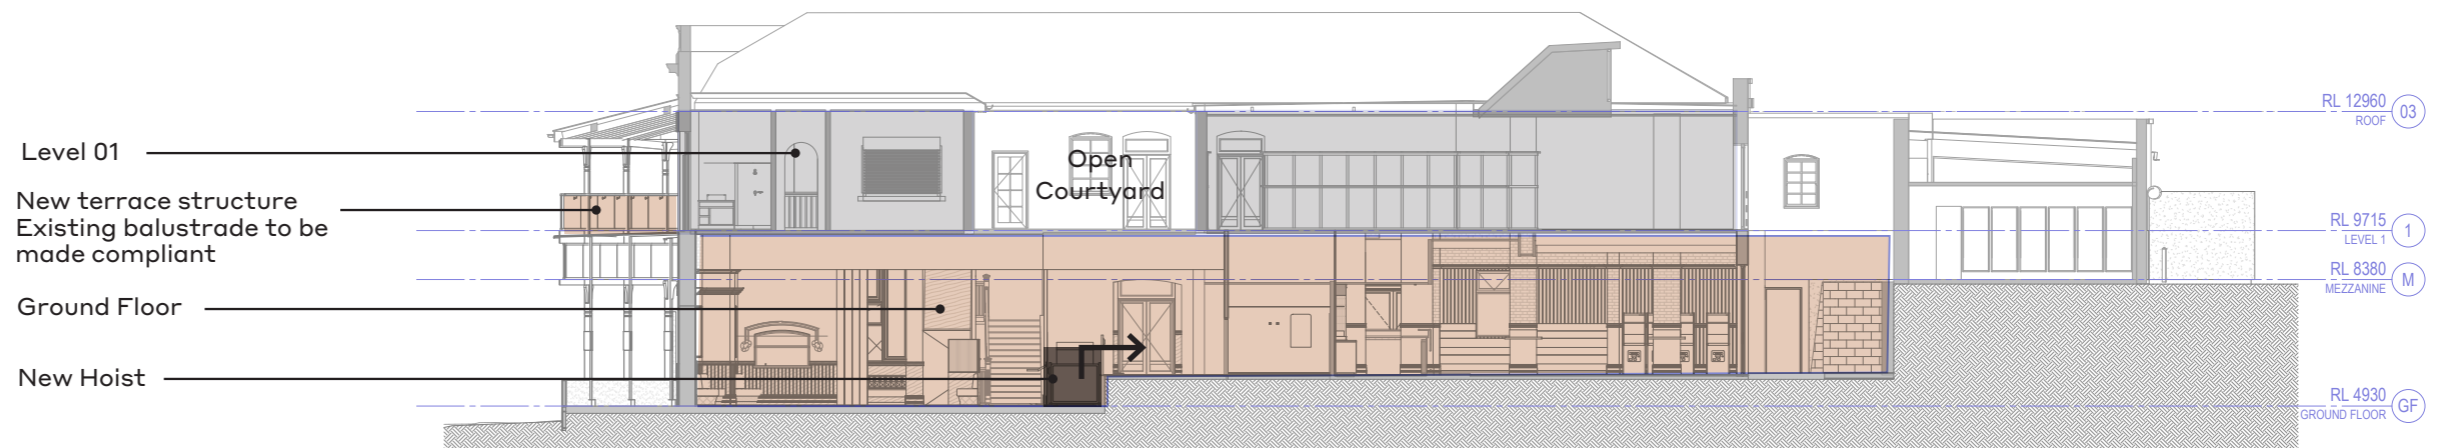 Level 01
New terrace structure
Existing balustrade to be
made compliant
Ground Floor
New Hoist
Open
Courtyard
RL 12960
ROOF
03
RL 9715
LEVEL 1
1
RL 8380
MEZZANINE
M
RL 4930
GROUND FLOOR
GF